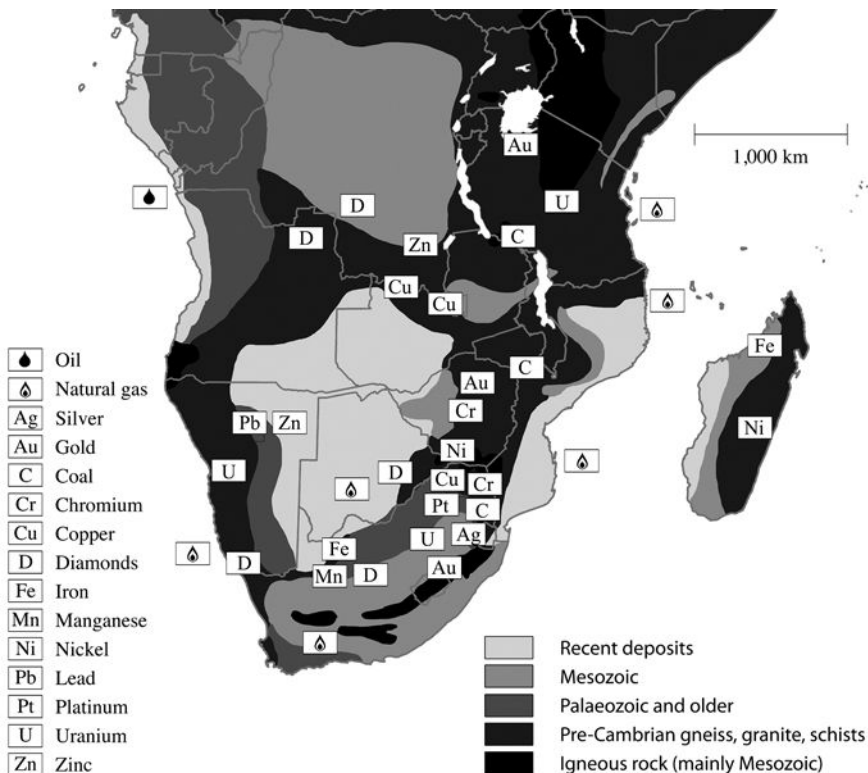 Au
1,000 km
D
U
D
Zn
C
Cu
Cu
Fe
C
Au
Cr
Pb Zn
Ni
Ni
U
D
Cu
Cr
Pt
C
U
Ag
Fe
D
Mn
D
Au
Oil
Natural gas
Ag Silver
Au Gold
C Coal
Cr Chromium
Cu Copper
D Diamonds
Fe Iron
Mn Manganese
Ni Nickel
Pb Lead
Pt Platinum
U Uranium
Zn Zinc
Recent deposits
Mesozoic
Palaeozoic and older
Pre-Cambrian gneiss, granite, schists
Igneous rock (mainly Mesozoic)